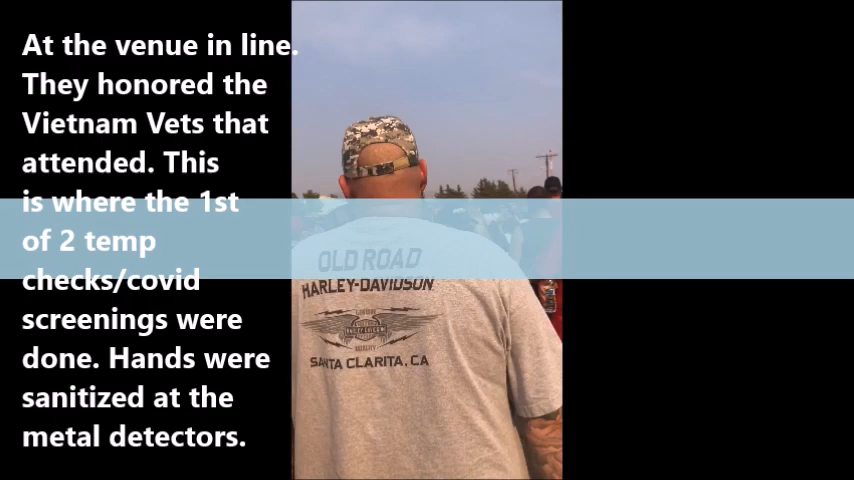 At the venue in line.
They honored the
Vietnam Vets that
attended. This
is where the 1st
of 2 temp
checks/covid
screenings were
done. Hands were
sanitized at the
metal detectors.
OLD ROAD
HARLEY-DAVIDSON
SANTA CLARITA, CA